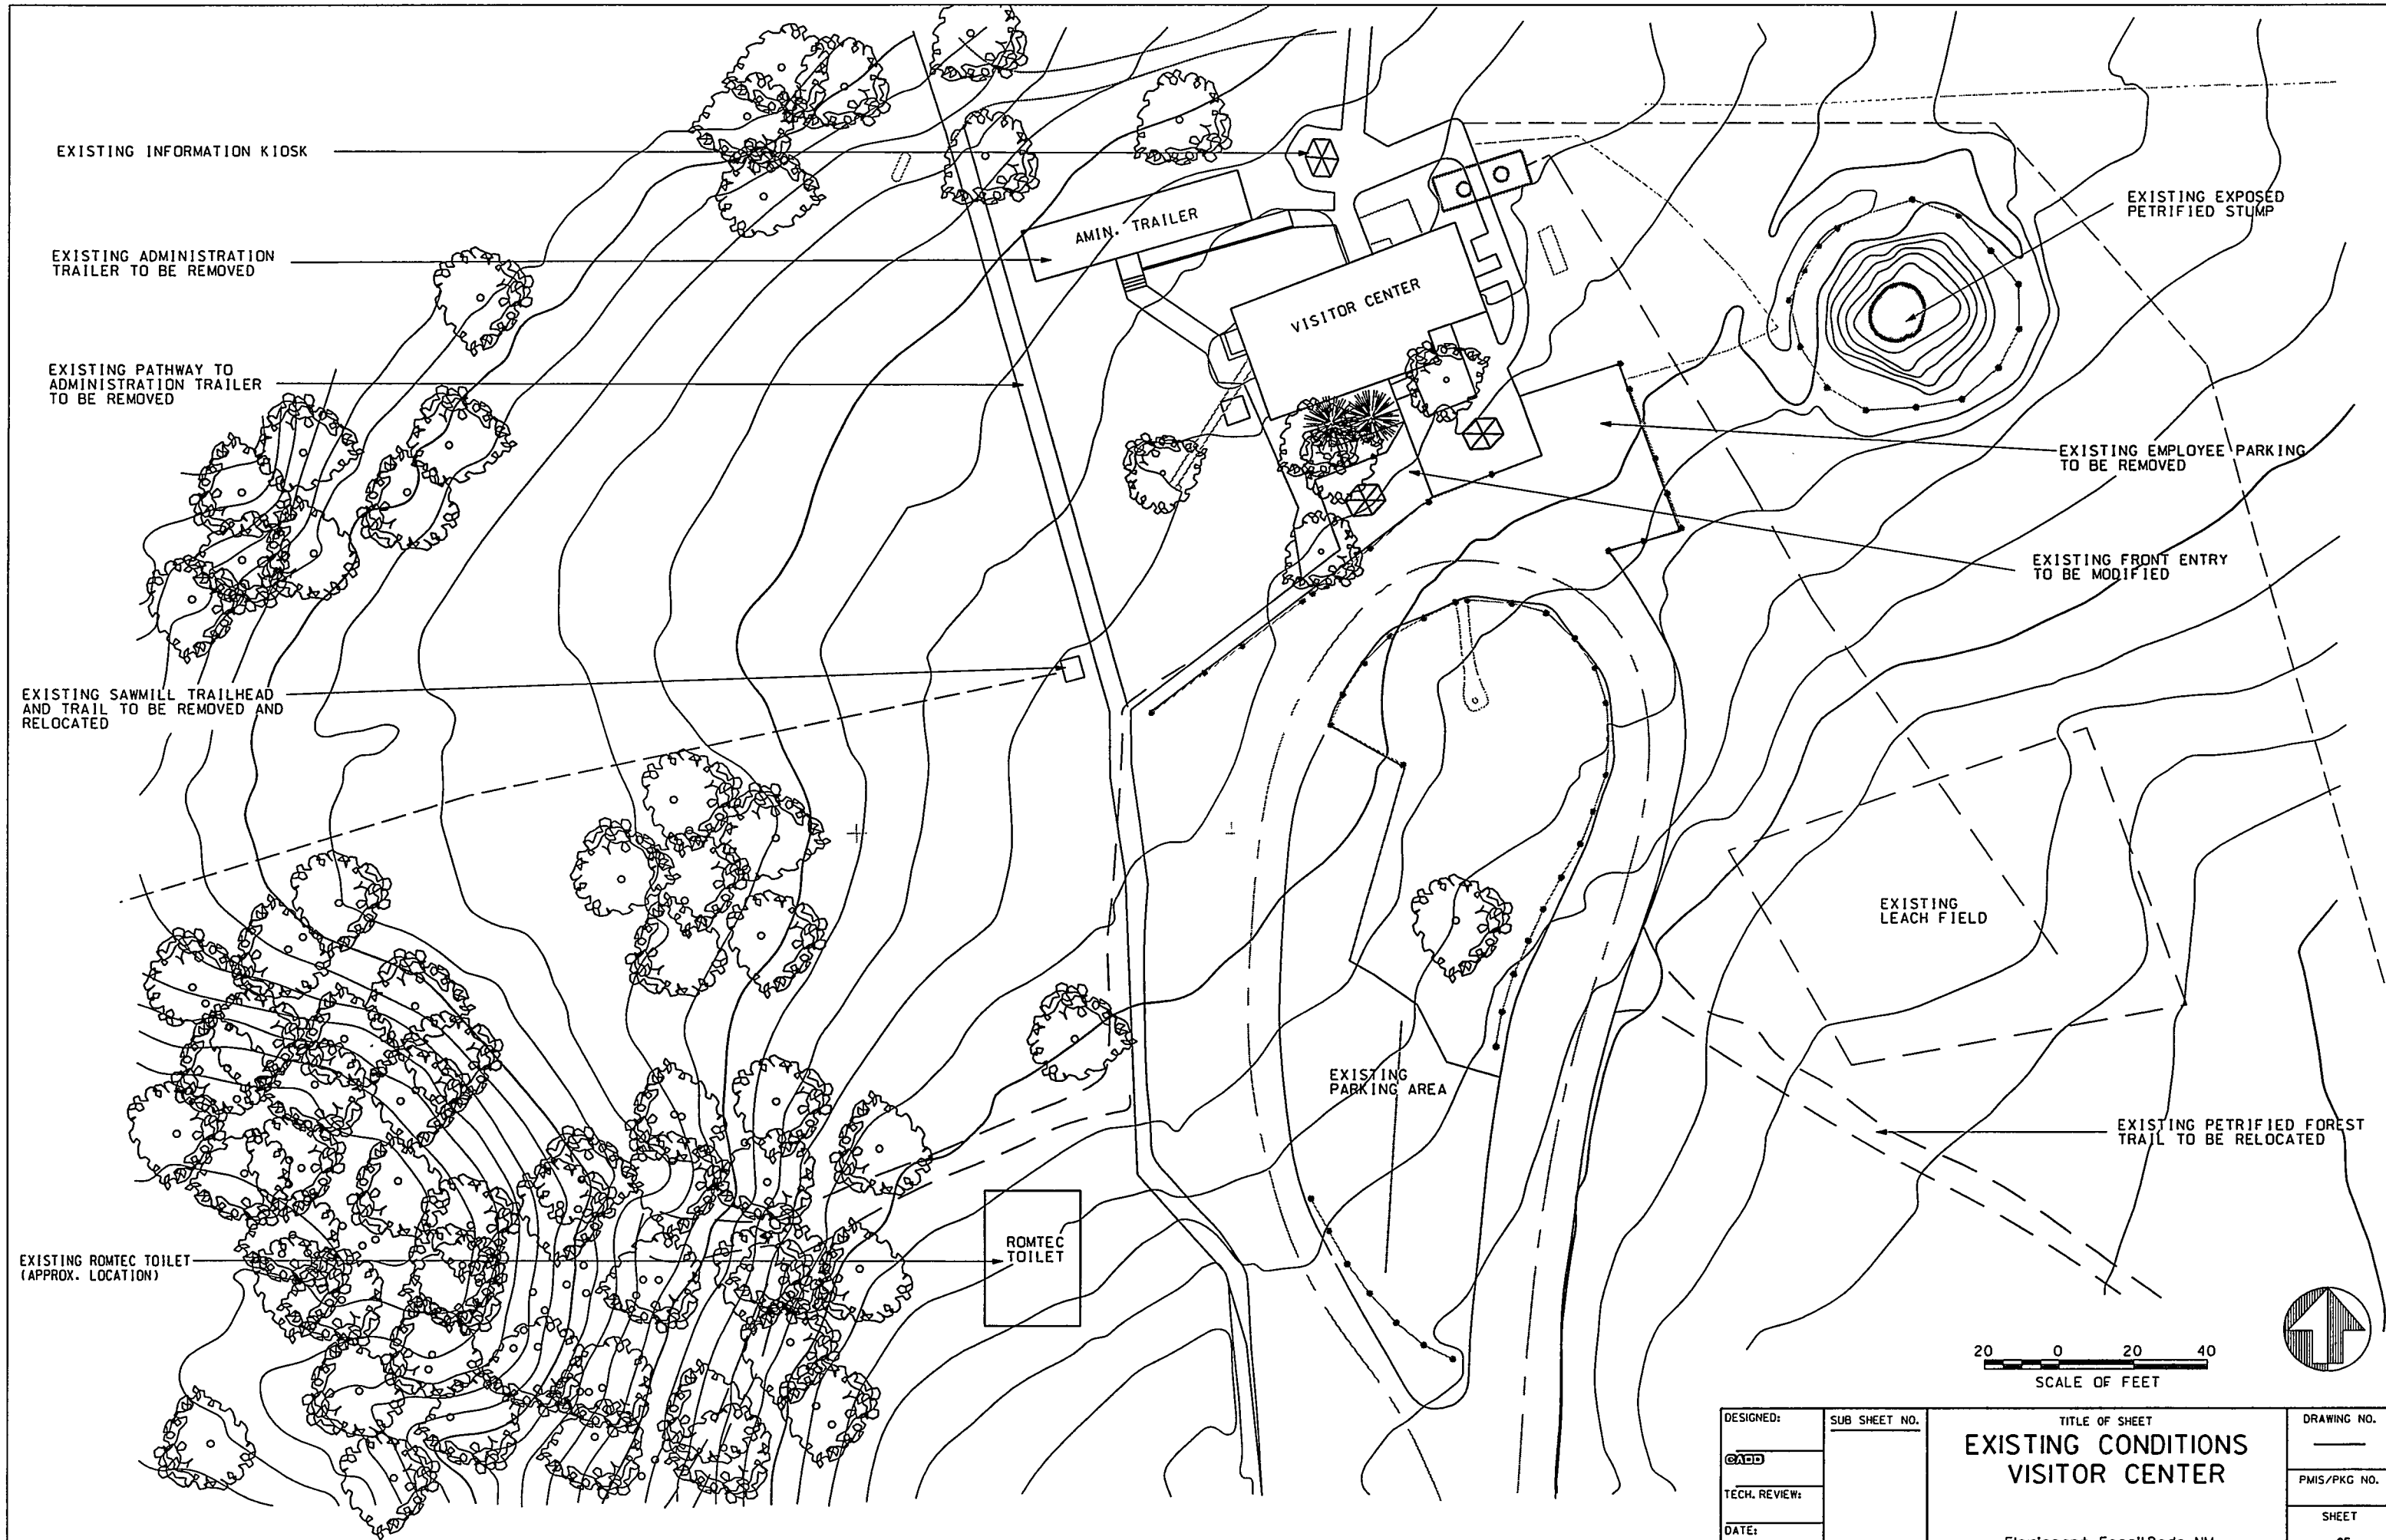 EXISTING INFORMATION KIOSK
EXISTING ADMINISTRATION
TRAILER TO BE REMOVED
EXISTING PATHWAY TO
ADMINISTRATION TRAILER
TO BE REMOVED
EXISTING SAWMILL TRAILHEAD
AND TRAIL TO BE REMOVED AND
RELOCATED
EXISTING ROMTEC TOILET
(APPROX. LOCATION)
AMIN. TRAILER
VISITOR CENTER
EXISTING EXPOSED
PETRIFIED STUMP
EXISTING EMPLOYEE PARKING
TO BE REMOVED
EXISTING FRONT ENTRY
TO BE MODIFIED
EXISTING
LEACH FIELD
EXISTING
PARKING AREA
EXISTING PETRIFIED FOREST
TRAIL TO BE RELOCATED
ROMTEC
TOILET
20 0 20 40
SCALE OF FEET
DESIGNED:
CADD
TECH. REVIEW:
DATE:
SUB SHEET NO.
TITLE OF SHEET
EXISTING CONDITIONS
VISITOR CENTER
DRAWING NO.
PMIS/PKG NO.
SHEET